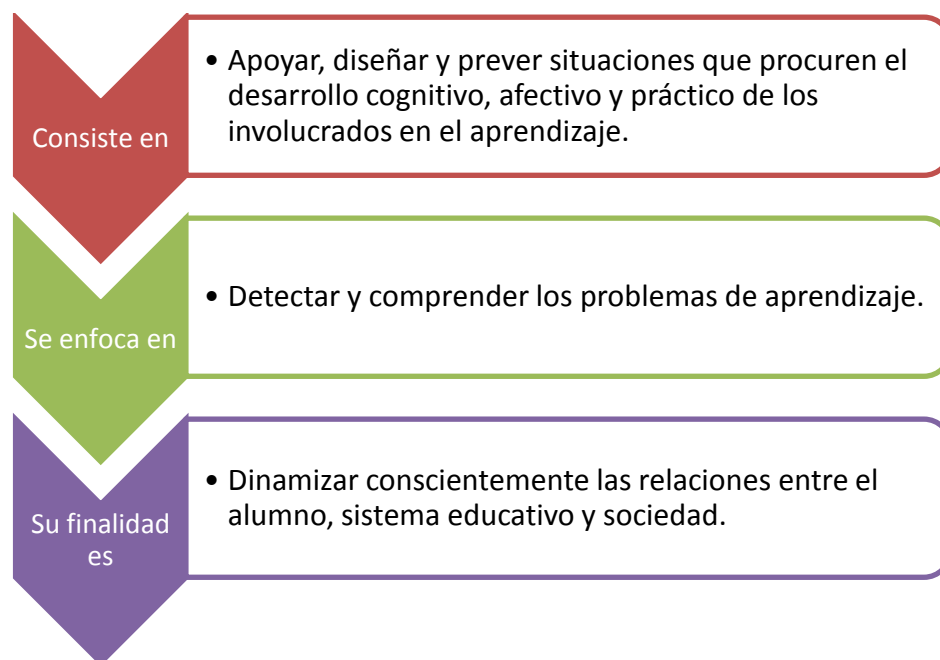 Consiste en
• Apoyar, diseñar y prever situaciones que procuren el
desarrollo cognitivo, afectivo y práctico de los
involucrados en el aprendizaje.
Se enfoca en
• Detectar y comprender los problemas de aprendizaje.
Su finalidad
es
• Dinamizar conscientemente las relaciones entre el
alumno, sistema educativo y sociedad.